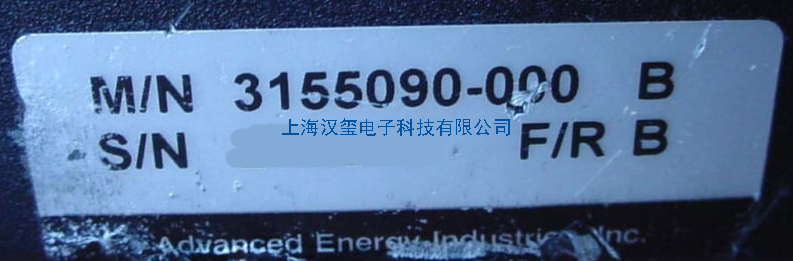 M/N 3155090-000 B
上海汉玺电子科技有限公司
S/N F/R B
Advanced Energy Industries, Inc.